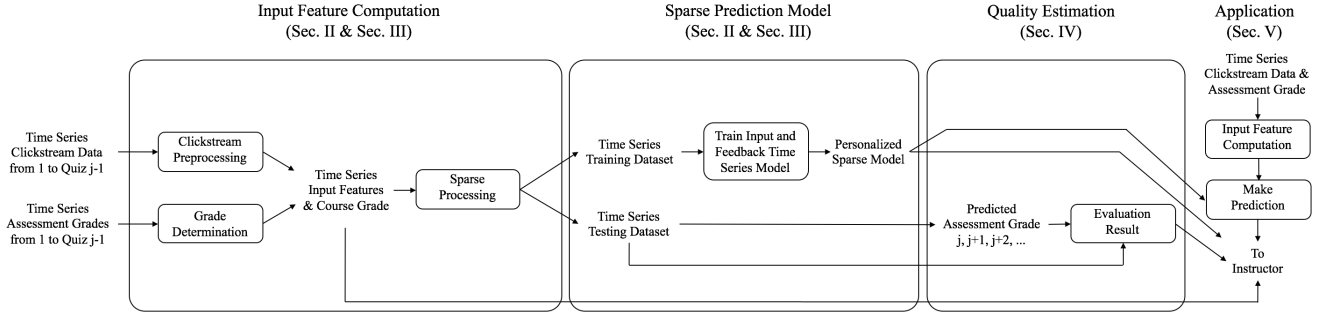 Input Feature Computation
(Sec. II & Sec. III)
Sparse Prediction Model
(Sec. II & Sec. III)
Quality Estimation
(Sec. IV)
Application
(Sec. V)
Time Series
Clickstream Data
from 1 to Quiz j-1
Time Series
Assessment Grades
from 1 to Quiz j-1
Clickstream
Preprocessing
Grade
Determination
Time Series
Input Features
& Course Grade
Sparse
Processing
Time Series
Training Dataset
Time Series
Testing Dataset
Train Input and
Feedback Time
Series Model
Personalized
Sparse Model
Predicted
Assessment Grade
j, j+1, j+2, ...
Evaluation
Result
Time Series
Clickstream Data &
Assessment Grade
Input Feature
Computation
Make
Prediction
To
Instructor